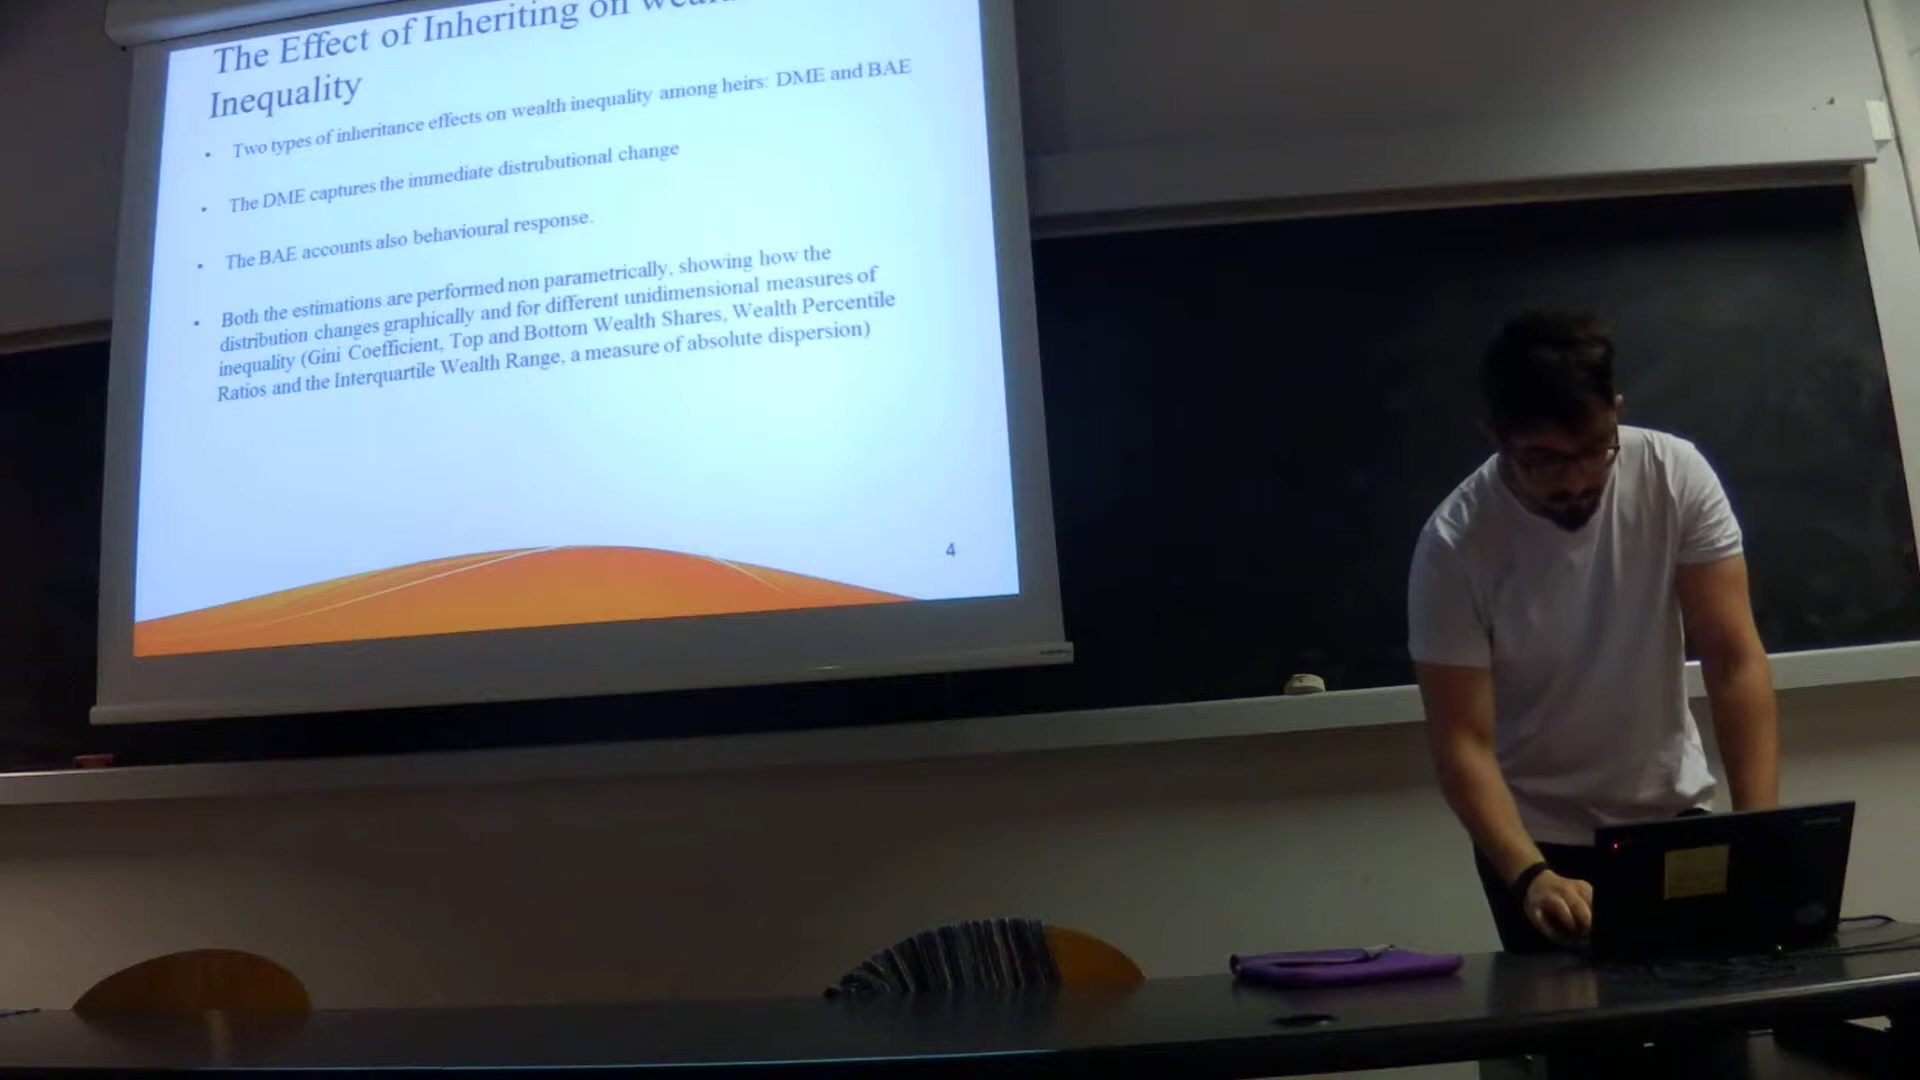 The Effect of Inheriting on
Inequality
• Two types of inheritance effects on wealth inequality among heirs: DME and BAE
• The DME captures the immediate distrubutional change
• The BAE accounts also behavioural response.
• Both the estimations are performed non parametrically, showing how the
distribution changes graphically and for different unidimensional measures of
inequality (Gini Coefficient, Top and Bottom Wealth Shares, Wealth Percentile
Ratios and the Interquartile Wealth Range, a measure of absolute dispersion)
4